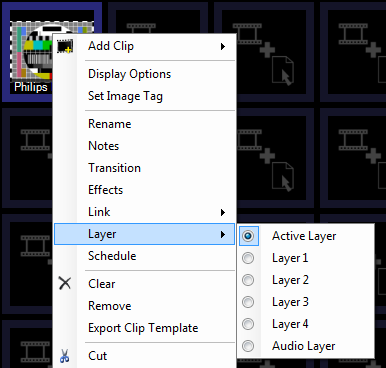 Philips
Add Clip
Display Options
Set Image Tag
Rename
Notes
Transition
Effects
Link
Layer
Schedule
Clear
Remove
Export Clip Template
Cut
Active Layer
Layer 1
Layer 2
Layer 3
Layer 4
Audio Layer